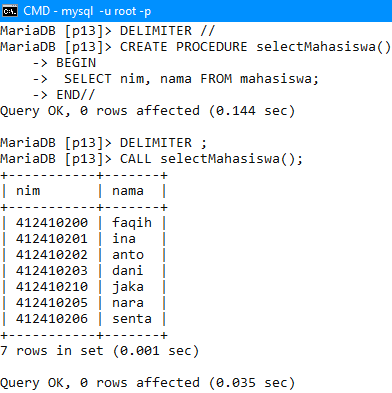 CMD - mysql -u root -p
MariaDB [p13]> DELIMITER //
MariaDB [p13]> CREATE PROCEDURE selectMahasiswa()
    -> BEGIN
    ->  SELECT nim, nama FROM mahasiswa;
    -> END//
Query OK, 0 rows affected (0.144 sec)

MariaDB [p13]> DELIMITER ;
MariaDB [p13]> CALL selectMahasiswa();
+-----------+-------+
| nim       | nama  |
+-----------+-------+
| 412410200 | faqih |
| 412410201 | ina   |
| 412410202 | anto  |
| 412410203 | dani  |
| 412410210 | jaka  |
| 412410205 | nara  |
| 412410206 | senta |
+-----------+-------+
7 rows in set (0.001 sec)

Query OK, 0 rows affected (0.035 sec)